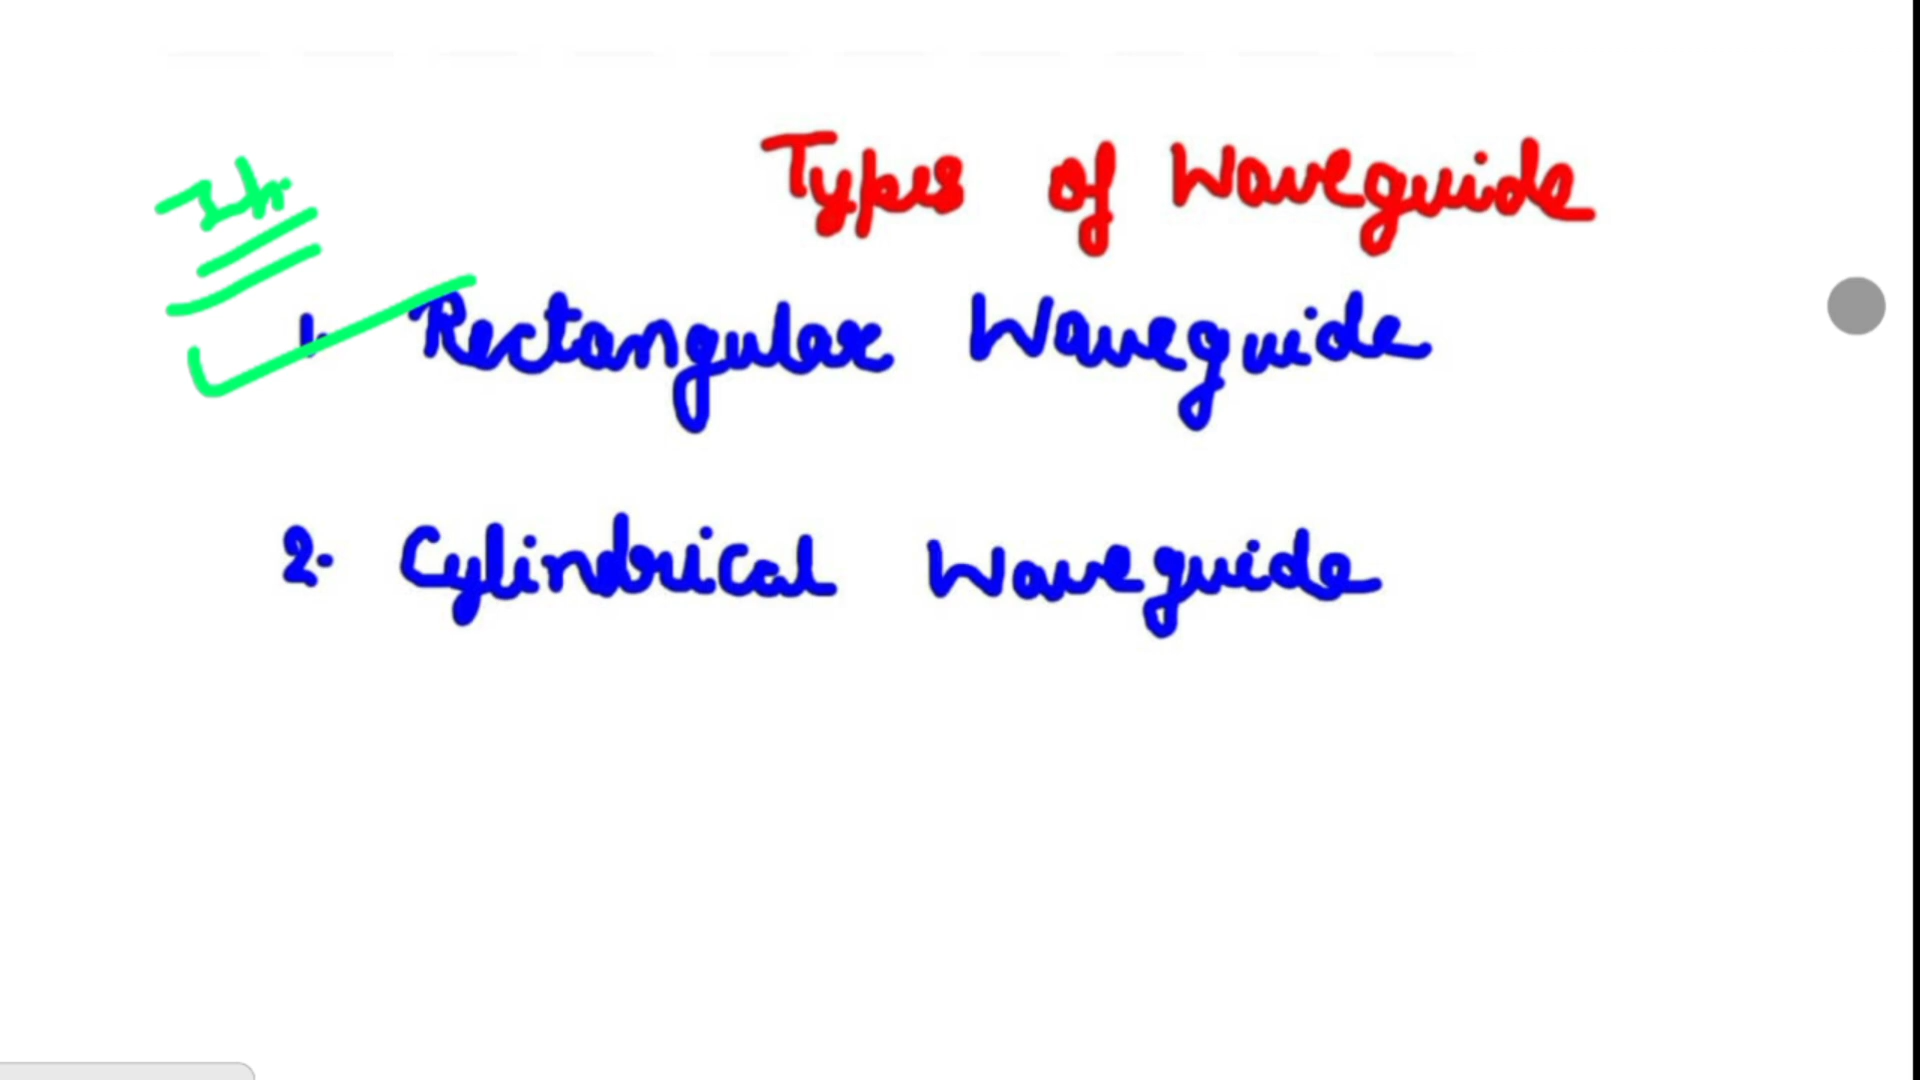 Types of Waveguide
1. Rectangular Waveguide
2. Cylindrical Waveguide